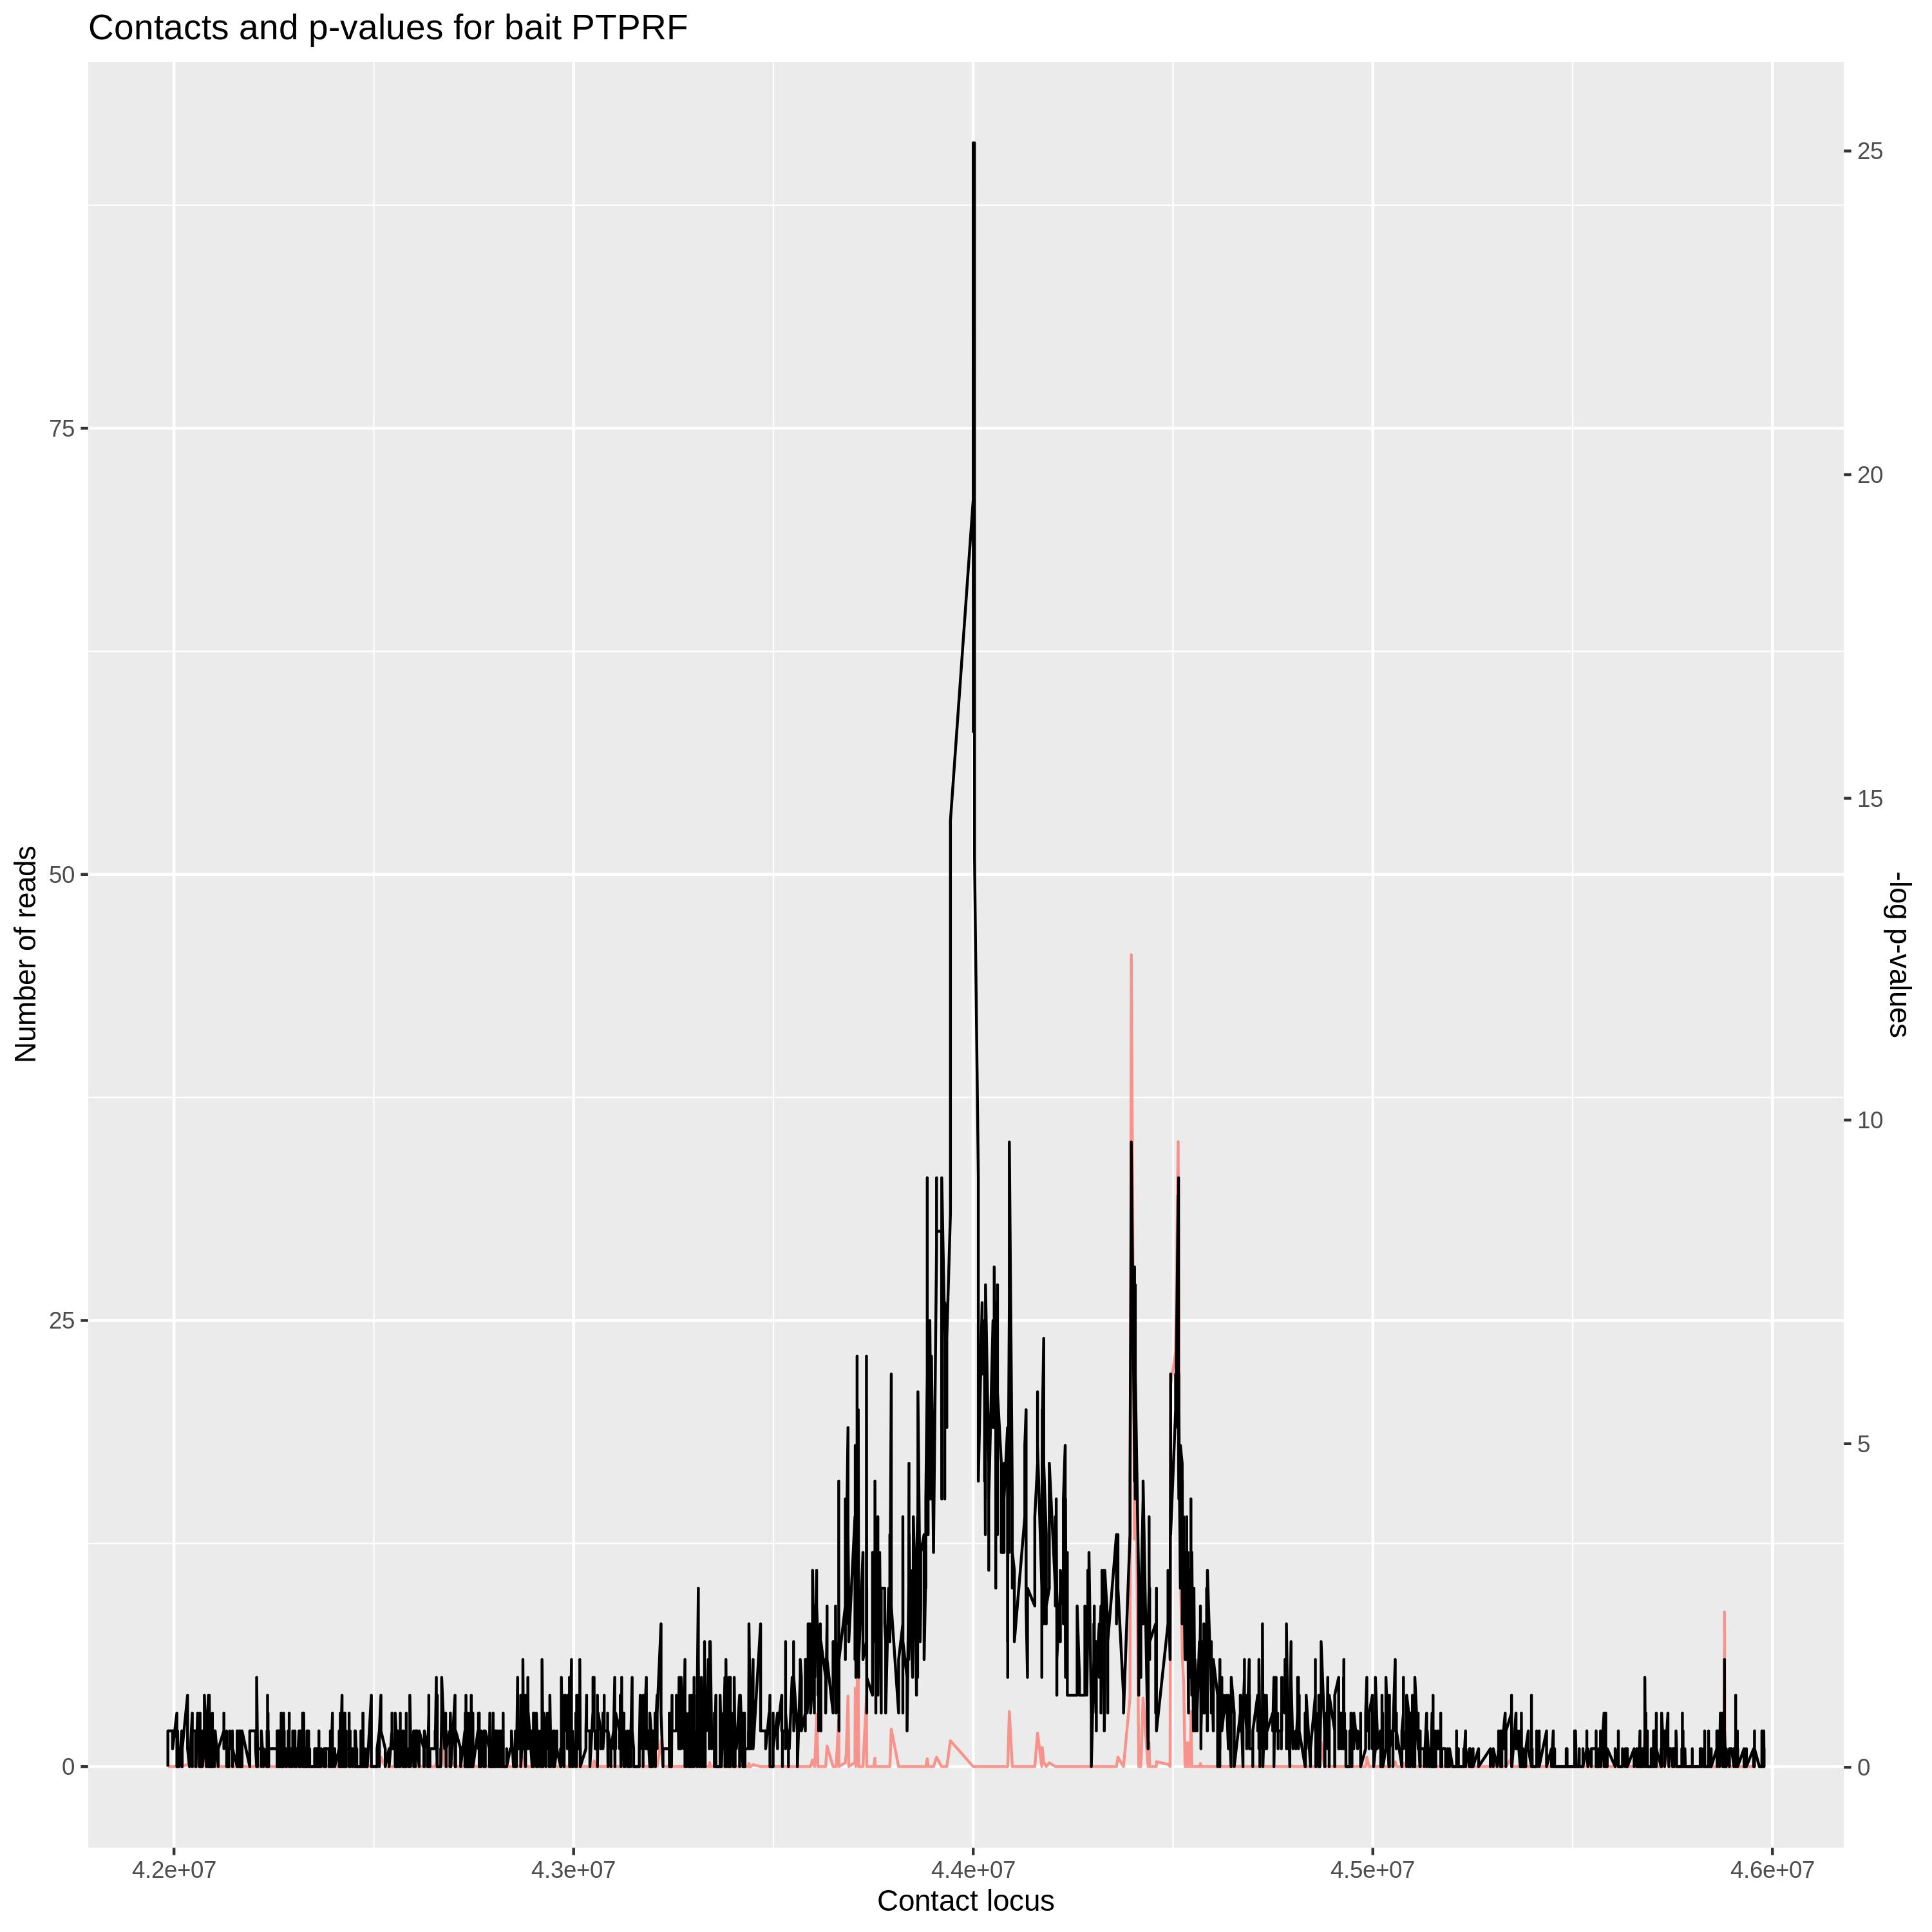 Contacts and p-values for bait PTPRF
Number of reads
75
50
25
0
25
20
15
10
5
0
-log p-values
4.2e+07
4.3e+07
4.4e+07
4.5e+07
4.6e+07
Contact locus